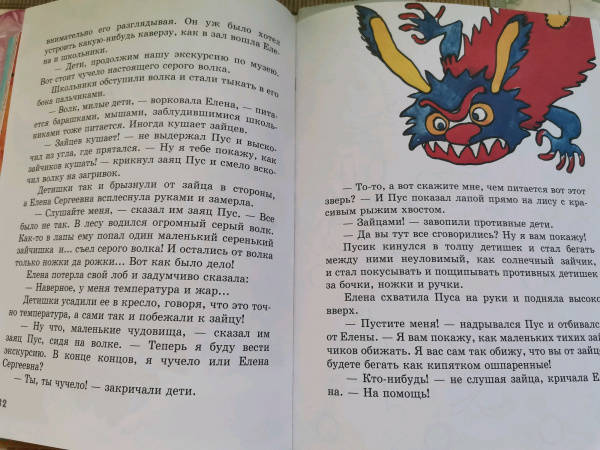 внимательно его разглядывая. Он уже было хотел
устроить какую-нибудь каверзу, как в зал вошла Еле-
на и школьники.
— Дети, продолжим нашу экскурсию по музею.
Вот стоит чучело настоящего серого волка.
Школьники обступили волка и стали тыкать в его
бока пальчиками.
— Волк, милые дети, — ворковала Елена, — пита-
ется барашками, мышами, заблудившимися школь-
никами тоже питается. Иногда кушает зайцев.
— Зайцев кушает! — не выдержал Пус и выско-
чил из угла, где прятался. — Ну я тебе покажу, как
зайчиков кушать! — крикнул заяц Пус и смело вско-
чил волку на загривок.
Детишки так и брызнули от зайца в стороны,
а Елена Сергеевна всплеснула руками и замерла.
— Слушайте меня, — сказал им заяц Пус. — Все
было не так. В лесу водился огромный серый волк.
Как-то в лапы ему попал один маленький серенький
зайчишка и... съел серого волка! И остались от волка
только ножки да рожки... Вот как было дело!
Елена потерла свой лоб и задумчиво сказала:
— Наверное, у меня температура и жар...
Детишки усадили ее в кресло, говоря, что это точ-
но температура, а сами так и побежали к зайцу!
— Ну что, маленькие чудовища, — сказал им
заяц Пус, сидя на волке. — Теперь я буду вести
экскурсию. В конце концов, я чучело или Елена
Сергеевна?
— Ты, ты чучело! — закричали дети.
— То-то, а вот скажите мне, чем питается вот этот
зверь? — И Пус показал лапой прямо на лису с кра-
сивым рыжим хвостом.
— Зайцами! — завопили противные дети.
— Да вы тут все сговорились? Ну я вам покажу!
Пусик кинулся в толпу детишек и стал бегать
между ними неуловимый, как солнечный зайчик,
и стал покусывать и пощипывать противных детишек
за бочки, ножки и ручки.
Елена схватила Пуса на руки и подняла высоко
вверх.
— Пустите меня! — надрывался Пус и отбивал
от Елены. — Я вам покажу, как маленьких тихих зай-
чиков обижать. Я вас сам так обижу, что вы от зайц
будете бегать как кипятком ошпаренные!
— Кто-нибудь! — не слушая зайца, кричала Е
на. — На помощь!